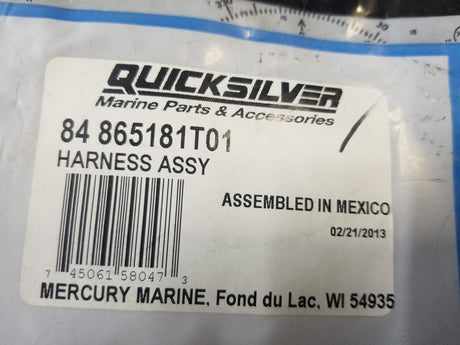 QUICKSILVER
Marine Parts & Accessories
84 865181T01
HARNESS ASSY
ASSEMBLED IN MEXICO
02/21/2013
7 45061 58047 3
MERCURY MARINE, Fond du Lac, WI 54935